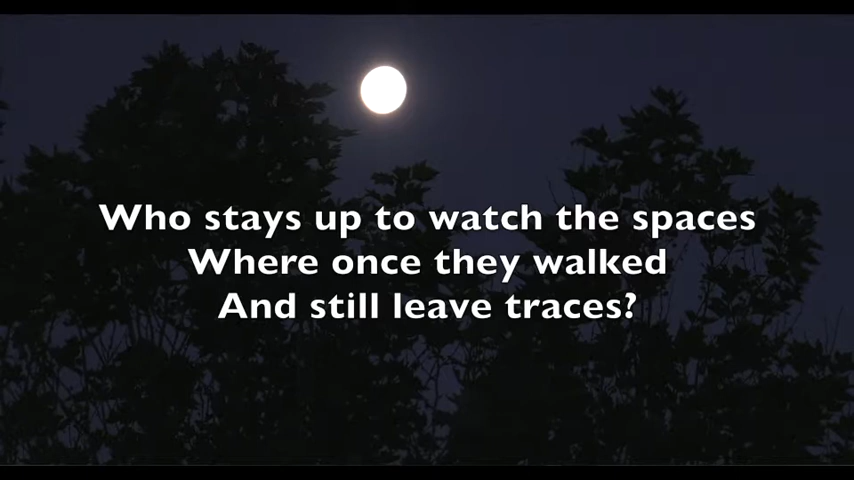 Who stays up to watch the spaces
Where once they walked
And still leave traces?